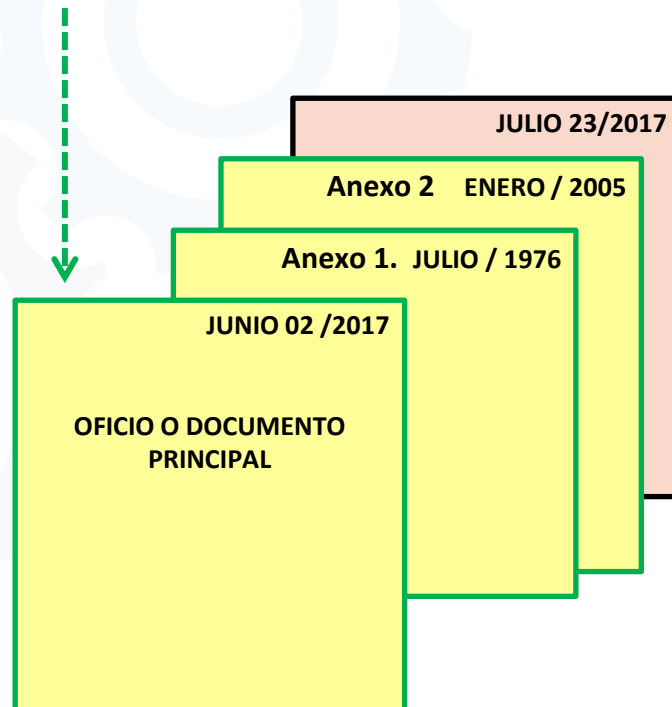 JULIO 23/2017
Anexo 2 ENERO / 2005
Anexo 1. JULIO / 1976
JUNIO 02 /2017
OFICIO O DOCUMENTO
PRINCIPAL